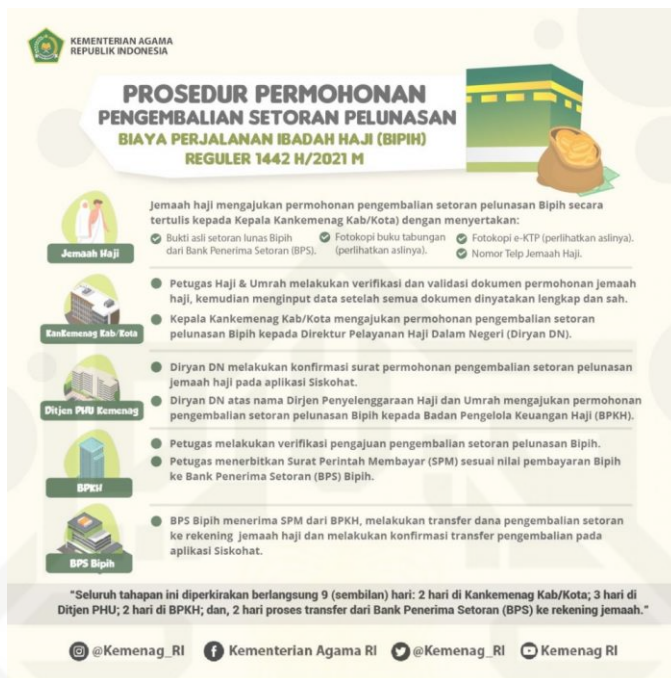 KEMENTERIAN AGAMA
REPUBLIK INDONESIA
PROSEDUR PERMOHONAN
PENGEMBALIAN SETORAN PELUNASAN
BIAYA PERJALANAN IBADAH HAJI (BIPIH)
REGULER 1442 H/2021 M
Jemaah haji mengajukan permohonan pengembalian setoran pelunasan Bipih secara
tertulis kepada Kepala Kankemenag Kab/Kota) dengan menyertakan:
Bukti asli setoran lunas Bipih
dari Bank Penerima Setoran (BPS).
Fotokopi buku tabungan
(perlihatkan aslinya).
Fotokopi e-KTP (perlihatkan aslinya).
Nomor Telp Jemaah Haji.
Jemaah Haji
Petugas Haji & Umrah melakukan verifikasi dan validasi dokumen permohonan jemaah
haji, kemudian menginput data setelah semua dokumen dinyatakan lengkap and sah.
Kepala Kankemenag Kab/Kota mengajukan permohonan pengembalian setoran
pelunasan Bipih kepada Direktur Pelayanan Haji Dalam Negeri (Diryan DN).
KanKemenag Kab/Kota
Diryan DN melakukan konfirmasi surat permohonan pengembalian setoran pelunasan
jemaah haji pada aplikasi Siskohat.
Diryan DN atas nama Dirjen Penyelenggaraan Haji dan Umrah mengajukan permohonan
pengembalian setoran pelunasan Bipih kepada Badan Pengelola Keuangan Haji (BPKH).
Ditjen PHU Kemenag
Petugas melakukan verifikasi pengajuan pengembalian setoran pelunasan Bipih.
Petugas menerbitkan Surat Perintah Membayar (SPM) sesuai nilai pembayaran Bipih
ke Bank Penerima Setoran (BPS) Bipih.
BPKH
BPS Bipih menerima SPM dari BPKH, melakukan transfer dana pengembalian setoran
ke rekening jemaah haji dan melakukan konfirmasi transfer pengembalian pada
aplikasi Siskohat.
BPS Bipih
"Seluruh tahapan ini diperkirakan berlangsung 9 (sembilan) hari: 2 hari di Kankemenag Kab/Kota; 3 hari di
Ditjen PHU; 2 hari di BPKH; dan, 2 hari proses transfer dari Bank Penerima Setoran (BPS) ke rekening jemaah."
@Kemenag_RI
Kementerian Agama RI
@Kemenag_RI
Kemenag RI